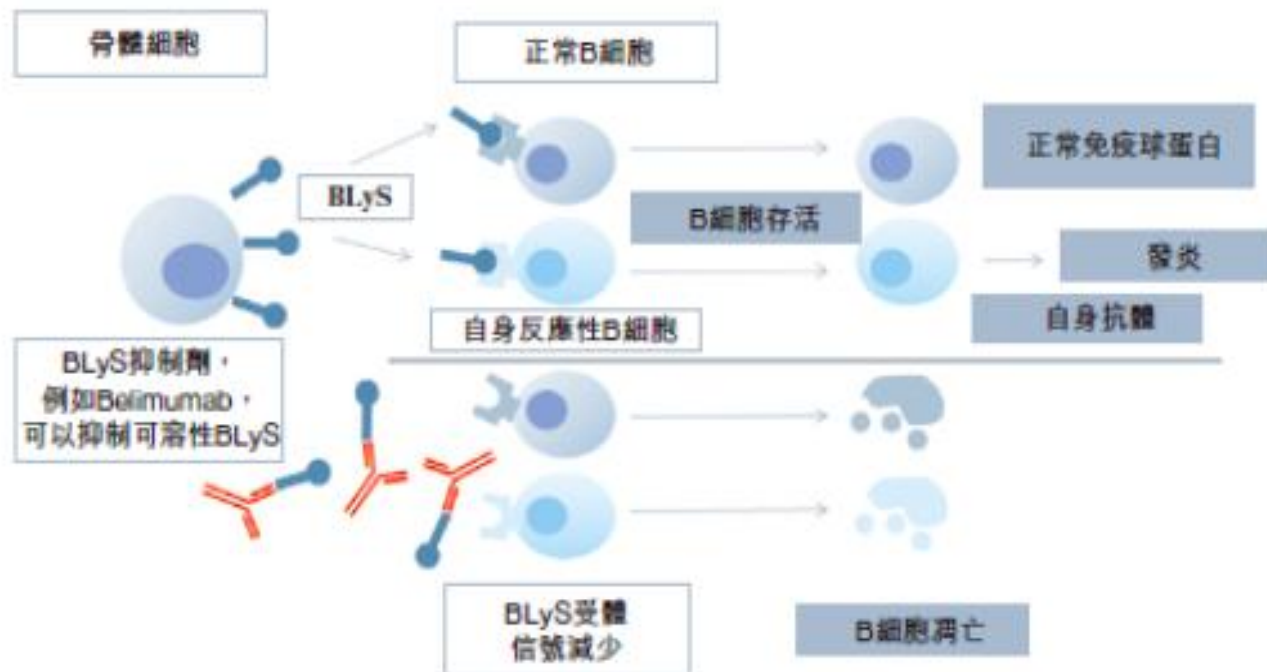 骨髓細胞
正常B細胞
BLyS
正常免疫球蛋白
B細胞存活
發炎
自身反應性B細胞
自身抗體
BLyS抑制劑，
例如Belimumab，
可以抑制可溶性BLyS
BLyS受體
信號減少
B細胞凋亡